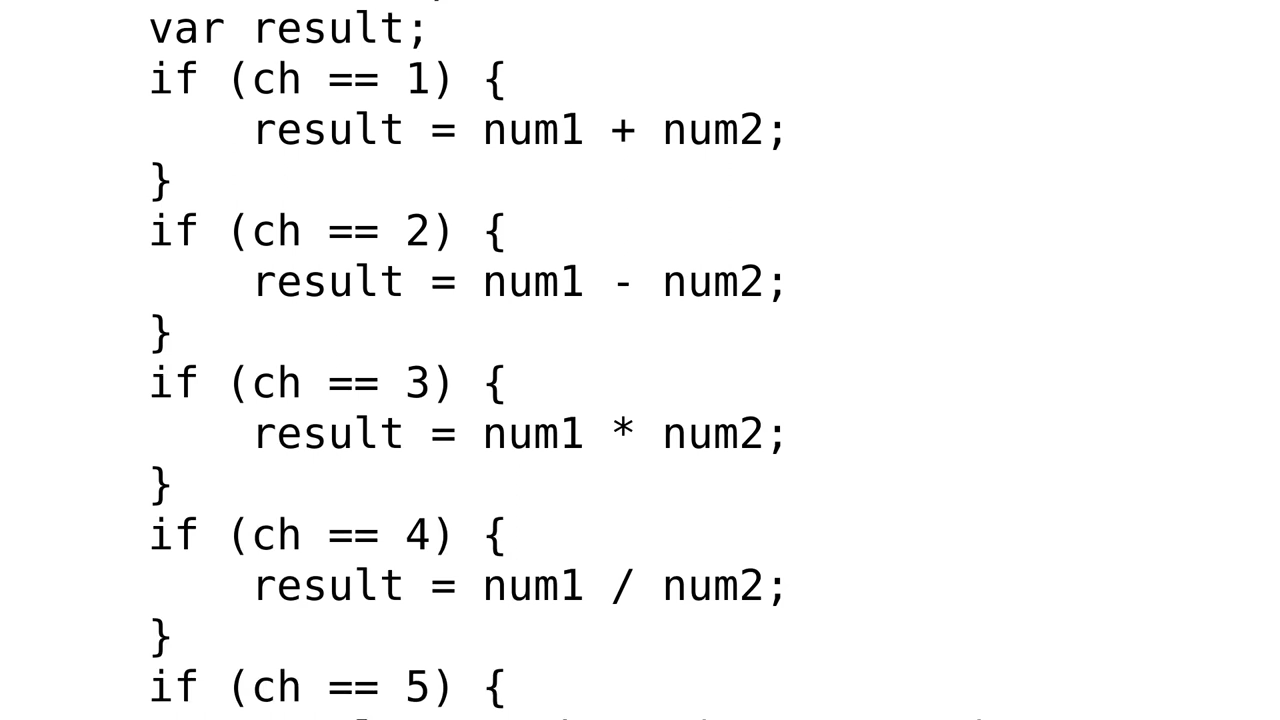 var result;
if (ch == 1) {
    result = num1 + num2;
}
if (ch == 2) {
    result = num1 - num2;
}
if (ch == 3) {
    result = num1 * num2;
}
if (ch == 4) {
    result = num1 / num2;
}
if (ch == 5) {